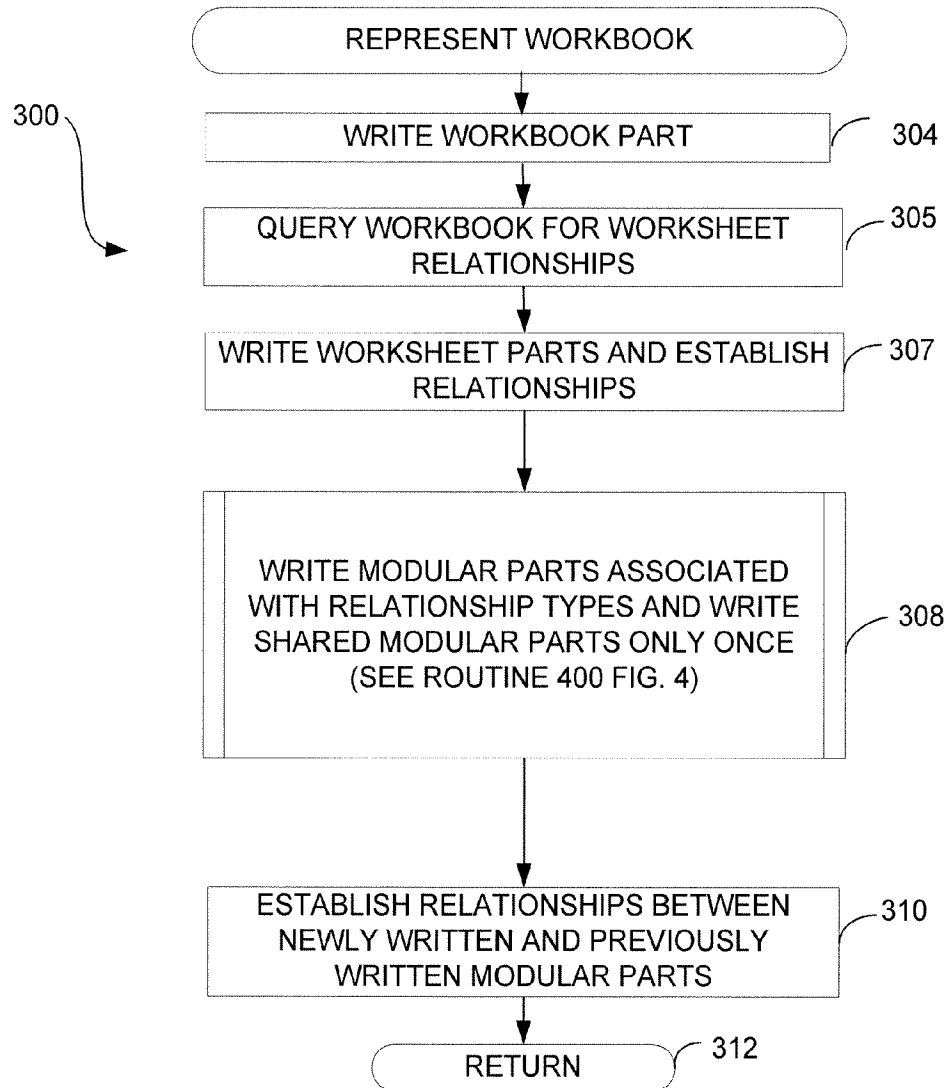 REPRESENT WORKBOOK
300
WRITE WORKBOOK PART
304
QUERY WORKBOOK FOR WORKSHEET
RELATIONSHIPS
305
WRITE WORKSHEET PARTS AND ESTABLISH
RELATIONSHIPS
307
WRITE MODULAR PARTS ASSOCIATED
WITH RELATIONSHIP TYPES AND WRITE
SHARED MODULAR PARTS ONLY ONCE
(SEE ROUTINE 400 FIG. 4)
308
ESTABLISH RELATIONSHIPS BETWEEN
NEWLY WRITTEN AND PREVIOUSLY
WRITTEN MODULAR PARTS
310
RETURN
312